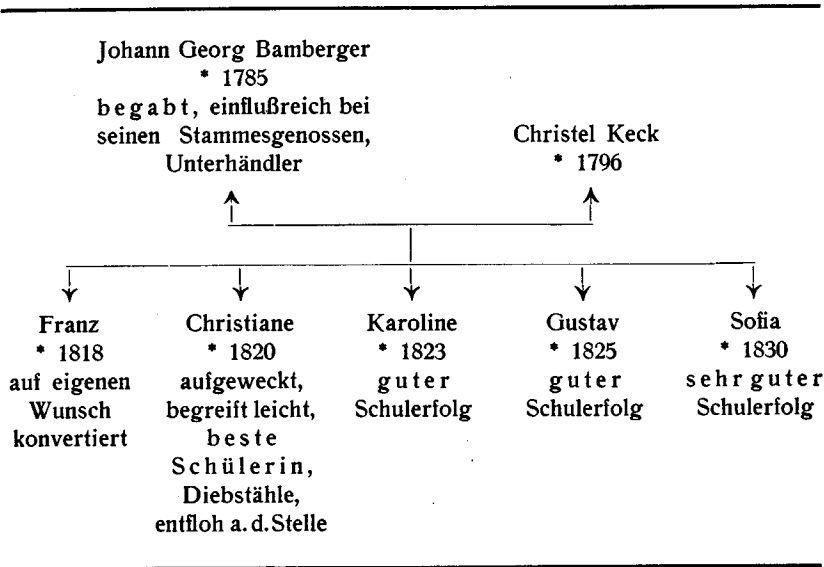 Johann Georg Bamberger
* 1785
begabt, einflußreich bei
seinen Stammesgenossen,
Unterhändler
Christel Keck
* 1796
Franz
* 1818
auf eigenen
Wunsch
konvertiert
Christiane
* 1820
aufgeweckt,
begreift leicht,
beste
Schülerin,
Diebstähle,
entfloh a. d. Stelle
Karoline
* 1823
guter
Schulerfolg
Gustav
* 1825
guter
Schulerfolg
Sofia
* 1830
sehr guter
Schulerfolg